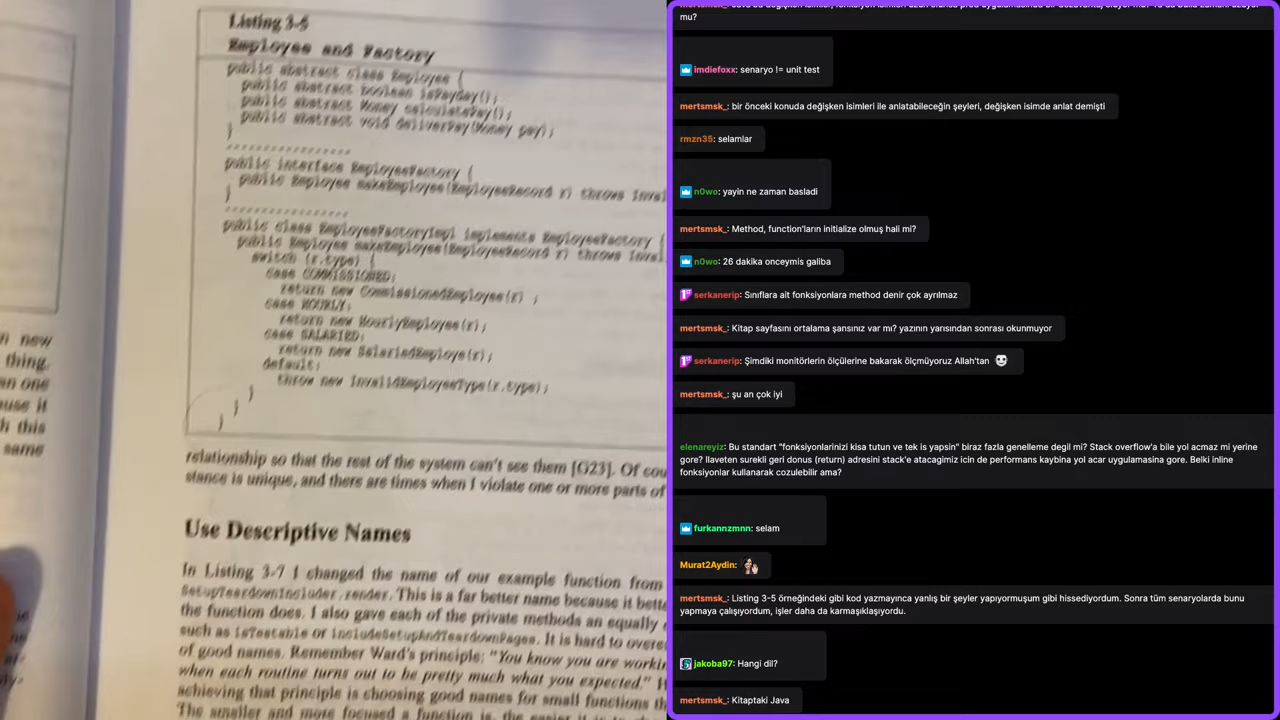 Listing 3-5
Employee and Factory
public abstract class Employee {
public abstract boolean isPayday();
public abstract Money calculatePay();
public abstract void deliverPay(Money pay);
}
-----------------
public interface EmployeeFactory {
public Employee makeEmployee(EmployeeRecord r) throws Inval
}
-----------------
public class EmployeeFactoryImpl implements EmployeeFactory {
public Employee makeEmployee(EmployeeRecord r) throws Inval
switch (r.type) {
case COMMISSIONED:
return new CommissionedEmployee(r) ;
case HOURLY:
return new HourlyEmployee(r);
case SALARIED:
return new SalariedEmploye(r);
default:
throw new InvalidEmployeeType(r.type);
}
}
}
n new
thing.
an one
ause it
h this
same
relationship so that the rest of the system can't see them [G23]. Of cou
stance is unique, and there are times when I violate one or more parts of
Use Descriptive Names
In Listing 3-7 I changed the name of our example function from
SetupTeardownIncluder.render. This is a far better name because it bette
the function does. I also gave each of the private methods an equally
such as isTestable or includeSetupAndTeardownPages. It is hard to overes
of good names. Remember Ward's principle: "You know you are workin
when each routine turns out to be pretty much what you expected." H
achieving that principle is choosing good names for small functions th
The smaller and more focused a function is, the easier it is to
mu?
imdiefoxx: senaryo != unit test
mertsmsk_: bir önceki konuda değişken isimleri ile anlatabileceğin şeyleri, değişken isimde anlat demişti
rmzn35: selamlar
n0wo: yayin ne zaman basladi
mertsmsk_: Method, function'ların initialize olmuş hali mi?
n0wo: 26 dakika onceymis galiba
serkanerip: Sınıflara ait fonksiyonlara method denir çok ayrılmaz
mertsmsk_: Kitap sayfasını ortalama şansınız var mı? yazının yarısından sonrası okunmuyor
serkanerip: Şimdiki monitörlerin ölçülerine bakarak ölçmüyoruz Allah'tan
mertsmsk_: şu an çok iyi
elenareyiz: Bu standart "fonksiyonlarinizi kisa tutun ve tek is yapsin" biraz fazla genelleme degil mi? Stack overflow'a bile yol acmaz mi yerine
gore? Ilaveten surekli geri donus (return) adresini stack'e atacagimiz icin de performans kaybina yol acar uygulamasina gore. Belki inline
fonksiyonlar kullanarak cozulebilir ama?
furkannzmnn: selam
Murat2Aydin:
mertsmsk_: Listing 3-5 örneğindeki gibi kod yazmayınca yanlış bir şeyler yapıyormuşum gibi hissediyordum. Sonra tüm senaryolarda bunu
yapmaya çalışıyordum, işler daha da karmaşıklaşıyordu.
jakoba97: Hangi dil?
mertsmsk_: Kitaptaki Java